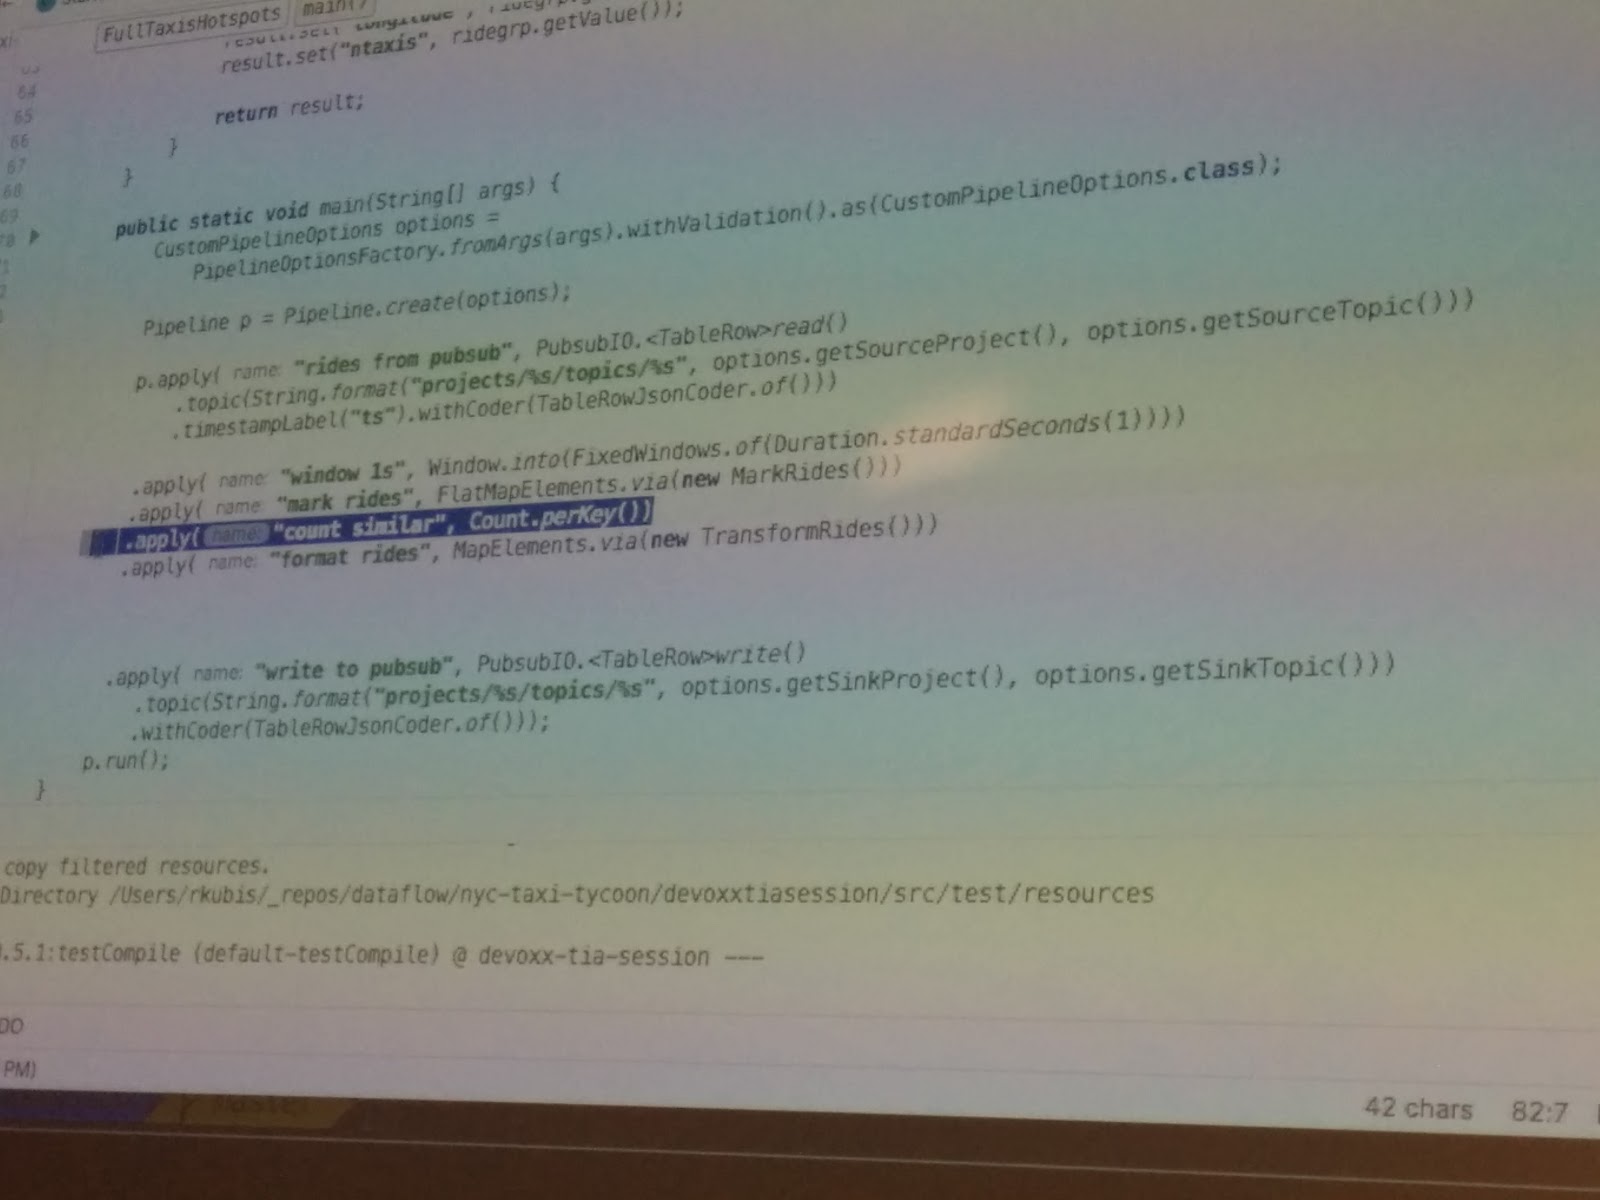 FullTaxisHotspots main()
result.set("ntaxis", ridegrp.getValue());
64
65 return result;
66 }
67 }
68
69 public static void main(String[] args) {
CustomPipelineOptions options =
PipelineOptionsFactory.fromArgs(args).withValidation().as(CustomPipelineOptions.class);
Pipeline p = Pipeline.create(options);
p.apply( name: "rides from pubsub", PubsubIO.<TableRow>read()
.topic(String.format("projects/%s/topics/%s", options.getSourceProject(), options.getSourceTopic()))
.timestampLabel("ts").withCoder(TableRowJsonCoder.of()))
.apply( name: "window 1s", Window.into(FixedWindows.of(Duration.standardSeconds(1))))
.apply( name: "mark rides", FlatMapElements.via(new MarkRides()))
.apply( name: "count similar", Count.perKey())
.apply( name: "format rides", MapElements.via(new TransformRides()))
.apply( name: "write to pubsub", PubsubIO.<TableRow>write()
.topic(String.format("projects/%s/topics/%s", options.getSinkProject(), options.getSinkTopic()))
.withCoder(TableRowJsonCoder.of()));
p.run();
}
copy filtered resources.
Directory /Users/rkubis/_repos/dataflow/nyc-taxi-tycoon/devoxxtiasession/src/test/resources
.5.1:testCompile (default-testCompile) @ devoxx-tia-session ---
DO
PM)
42 chars 82:7